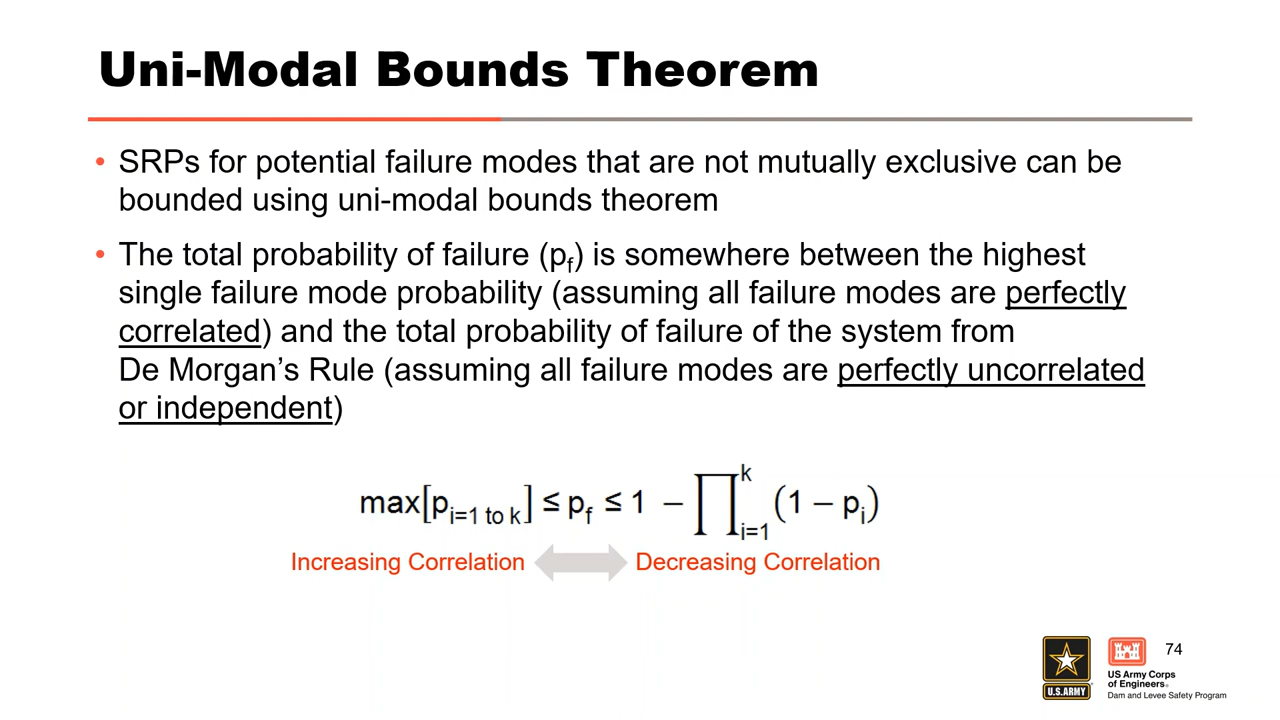 Uni-Modal Bounds Theorem
• SRPs for potential failure modes that are not mutually exclusive can be
bounded using uni-modal bounds theorem
• The total probability of failure (pf) is somewhere between the highest
single failure mode probability (assuming all failure modes are perfectly
correlated) and the total probability of failure of the system from
De Morgan’s Rule (assuming all failure modes are perfectly uncorrelated
or independent)
max[p_{i=1 to k}] ≤ p_f ≤ 1 − ∏_{i=1}^{k} (1 − p_i)
Increasing Correlation
Decreasing Correlation
74
U.S.ARMY
US Army Corps
of Engineers®
Dam and Levee Safety Program